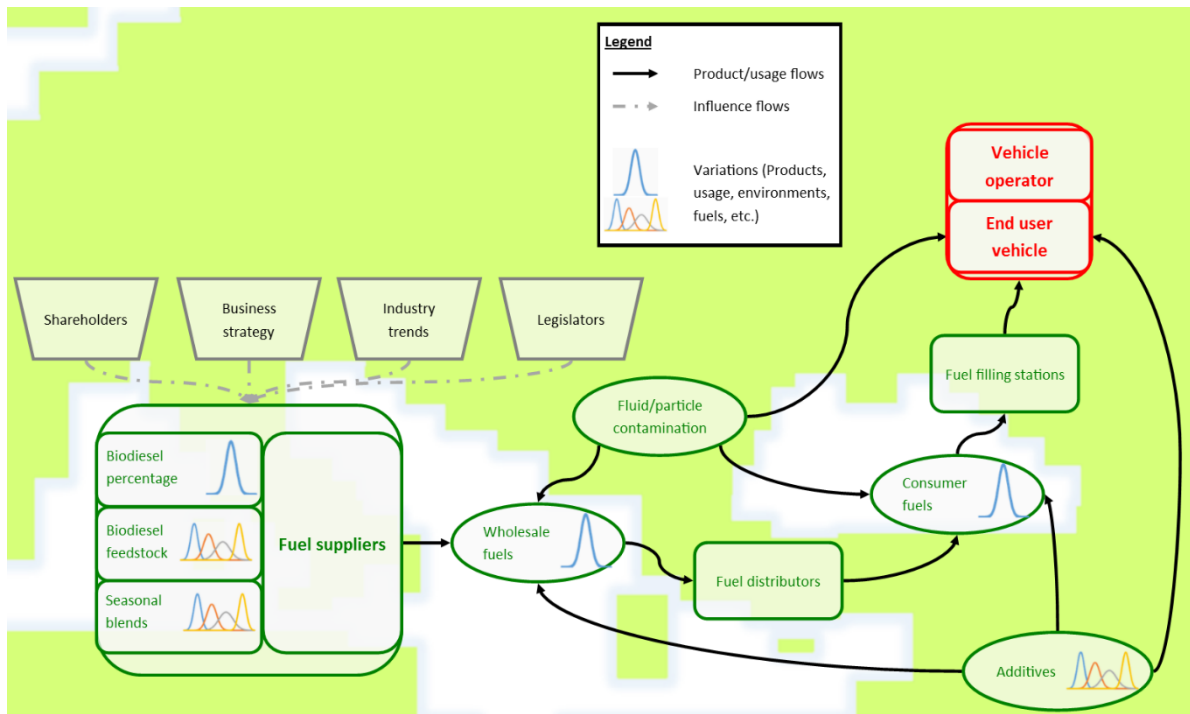 Legend
Product/usage flows
Influence flows
Variations (Products,
usage, environments,
fuels, etc.)
Vehicle
operator
End user
vehicle
Shareholders
Business
strategy
Industry
trends
Legislators
Fuel filling stations
Fluid/particle
contamination
Biodiesel
percentage
Biodiesel
feedstock
Seasonal
blends
Fuel suppliers
Wholesale
fuels
Consumer
fuels
Fuel distributors
Additives